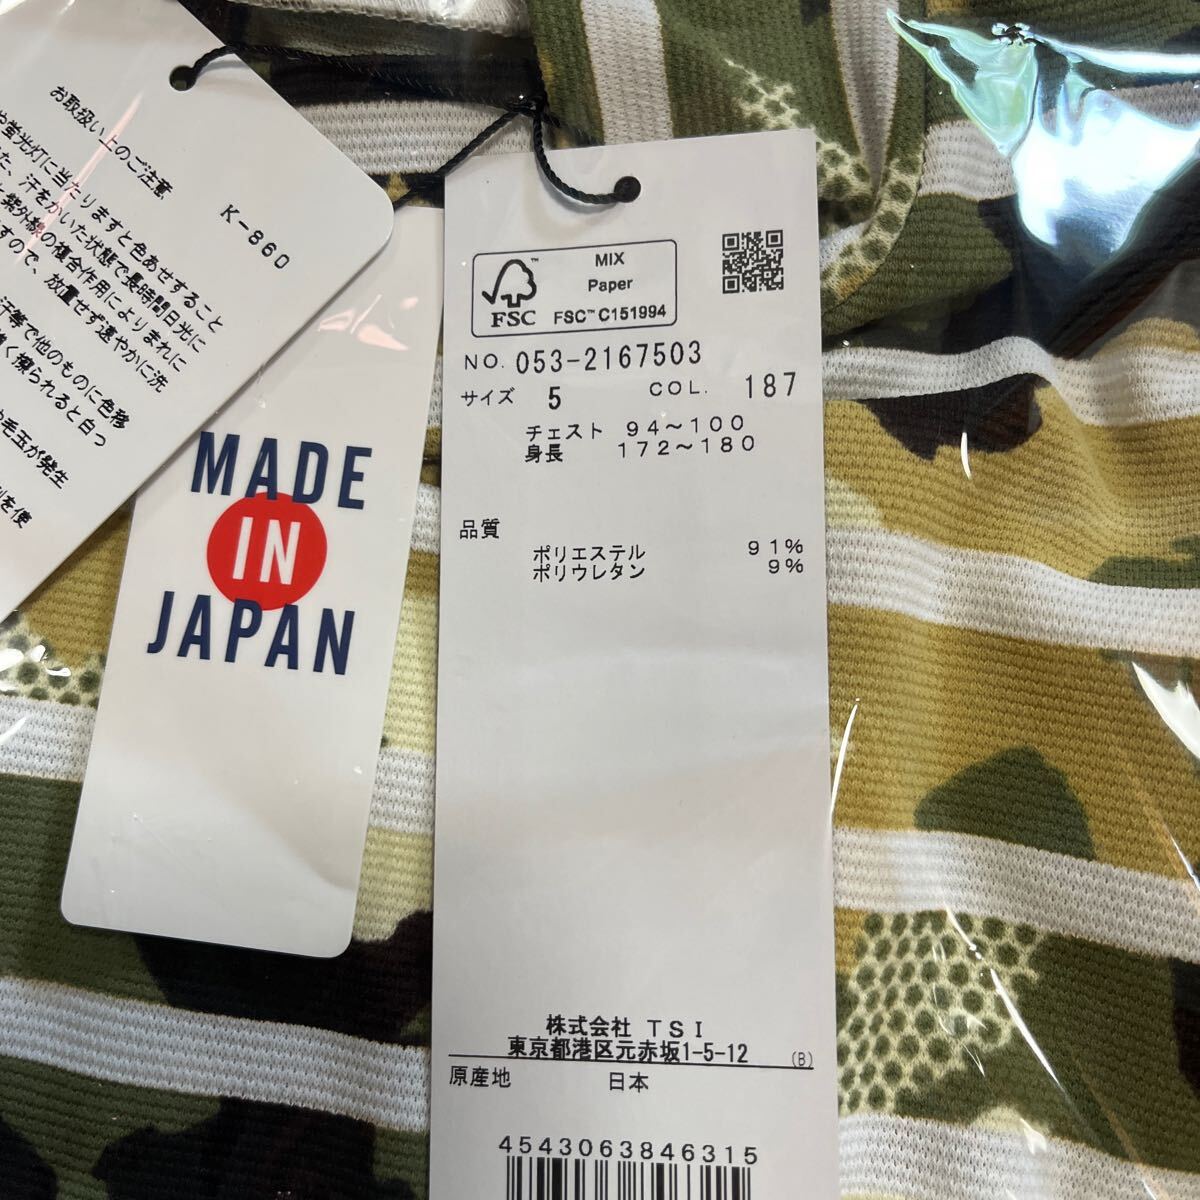 お取扱い上のご注意
K-860
や蛍光灯に当たりますと色あせすること
た、汗をかいた状態で長時間日光に
と紫外線の複合作用によりまれに
すので、放置せず速やかに洗
汗等で他のものに色移
強く擦られると白っ
や毛玉が発生
剤を使
MADE
IN
JAPAN
FSC
MIX
Paper
FSC™ C151994
NO. 053-2167503
サイズ 5 COL. 187
チェスト 94～100
身長 172～180
品質
ポリエステル 91%
ポリウレタン 9%
株式会社 TSI
東京都港区元赤坂1-5-12 (B)
原産地 日本
4543063846315